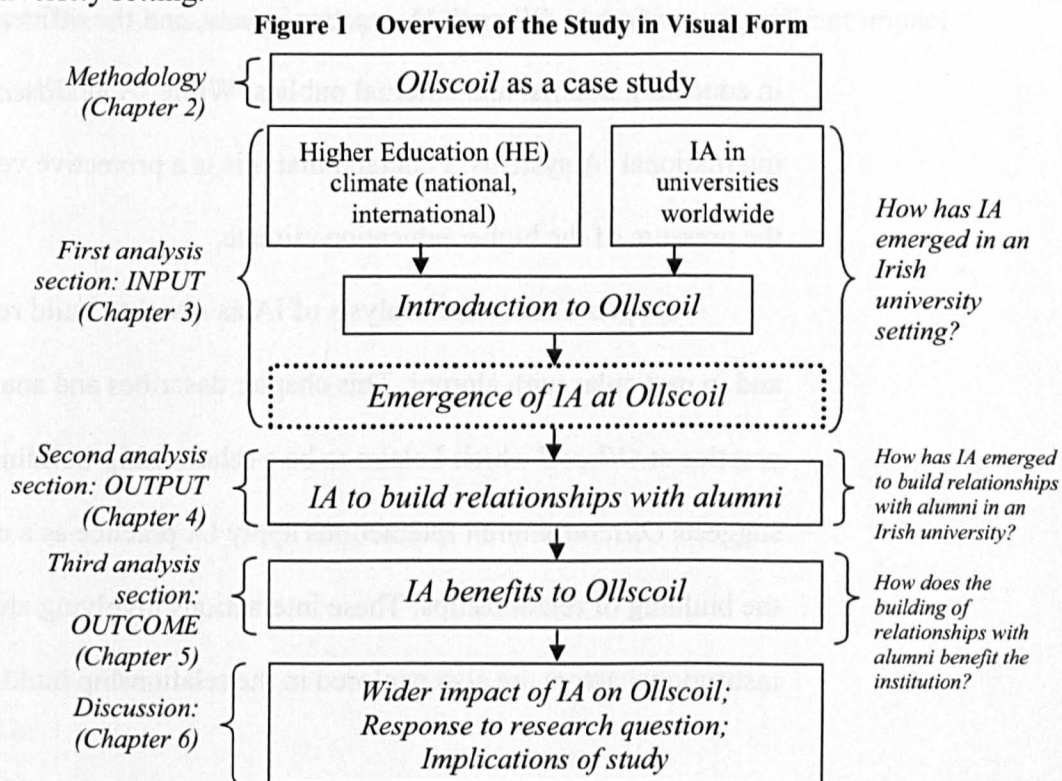 setting.
Figure 1 – Overview of the Study in Visual Form
Methodology
(Chapter 2)
Ollscoil as a case study
Higher Education (HE)
climate (national,
international)
IA in
universities
worldwide
First analysis
section: INPUT
(Chapter 3)
Introduction to Ollscoil
Emergence of IA at Ollscoil
How has IA
emerged in an
Irish
university
setting?
Second analysis
section: OUTPUT
(Chapter 4)
IA to build relationships with alumni
How has IA emerged
to build relationships
with alumni in an
Irish university?
Third analysis
section:
OUTCOME
(Chapter 5)
IA benefits to Ollscoil
How does the
building of
relationships with
alumni benefit the
institution?
Discussion:
(Chapter 6)
Wider impact of IA on Ollscoil;
Response to research question;
Implications of study